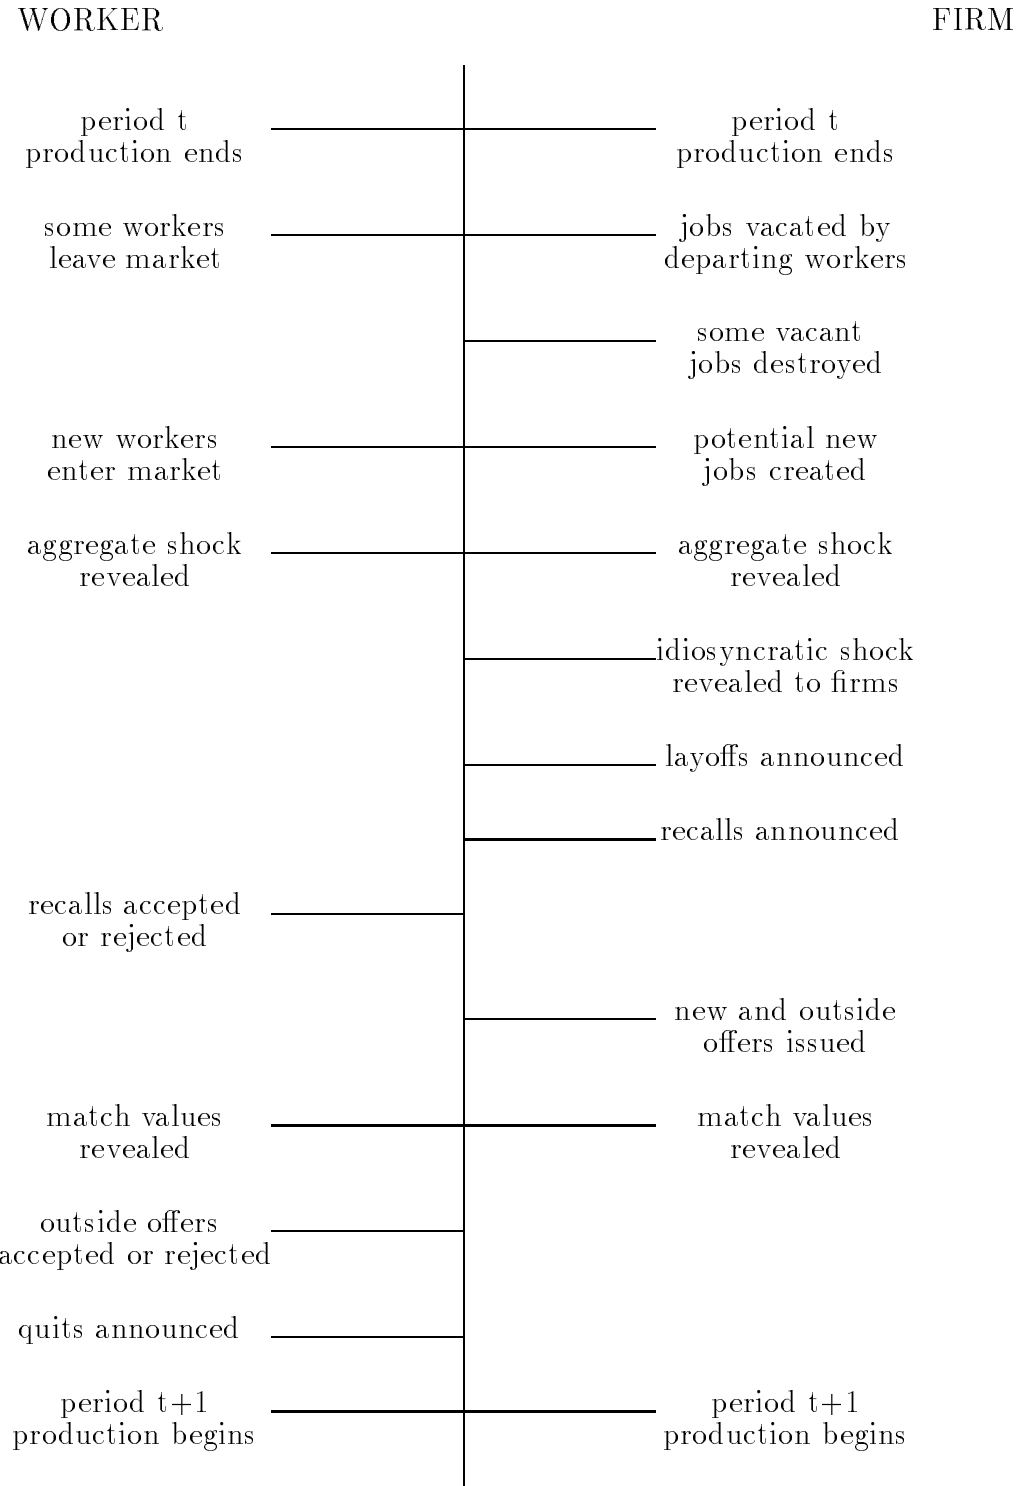 WORKER
FIRM
period t
production ends
period t
production ends
some workers
leave market
jobs vacated by
departing workers
some vacant
jobs destroyed
new workers
enter market
potential new
jobs created
aggregate shock
revealed
aggregate shock
revealed
idiosyncratic shock
revealed to firms
layoffs announced
recalls announced
recalls accepted
or rejected
new and outside
offers issued
match values
revealed
match values
revealed
outside offers
accepted or rejected
quits announced
period t+1
production begins
period t+1
production begins